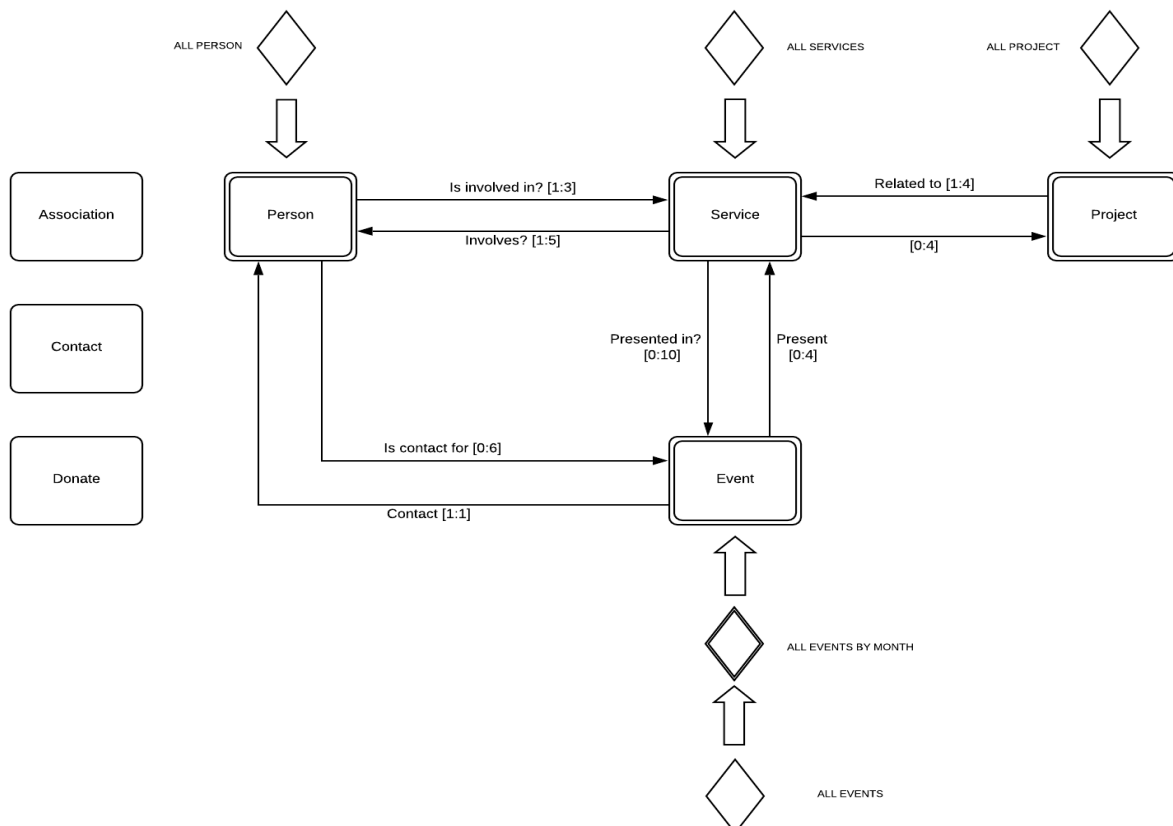 ALL PERSON
ALL SERVICES
ALL PROJECT
Association
Person
Is involved in? [1:3]
Involves? [1:5]
Service
Related to [1:4]
[0:4]
Project
Contact
Presented in?
[0:10]
Present
[0:4]
Donate
Is contact for [0:6]
Contact [1:1]
Event
ALL EVENTS BY MONTH
ALL EVENTS